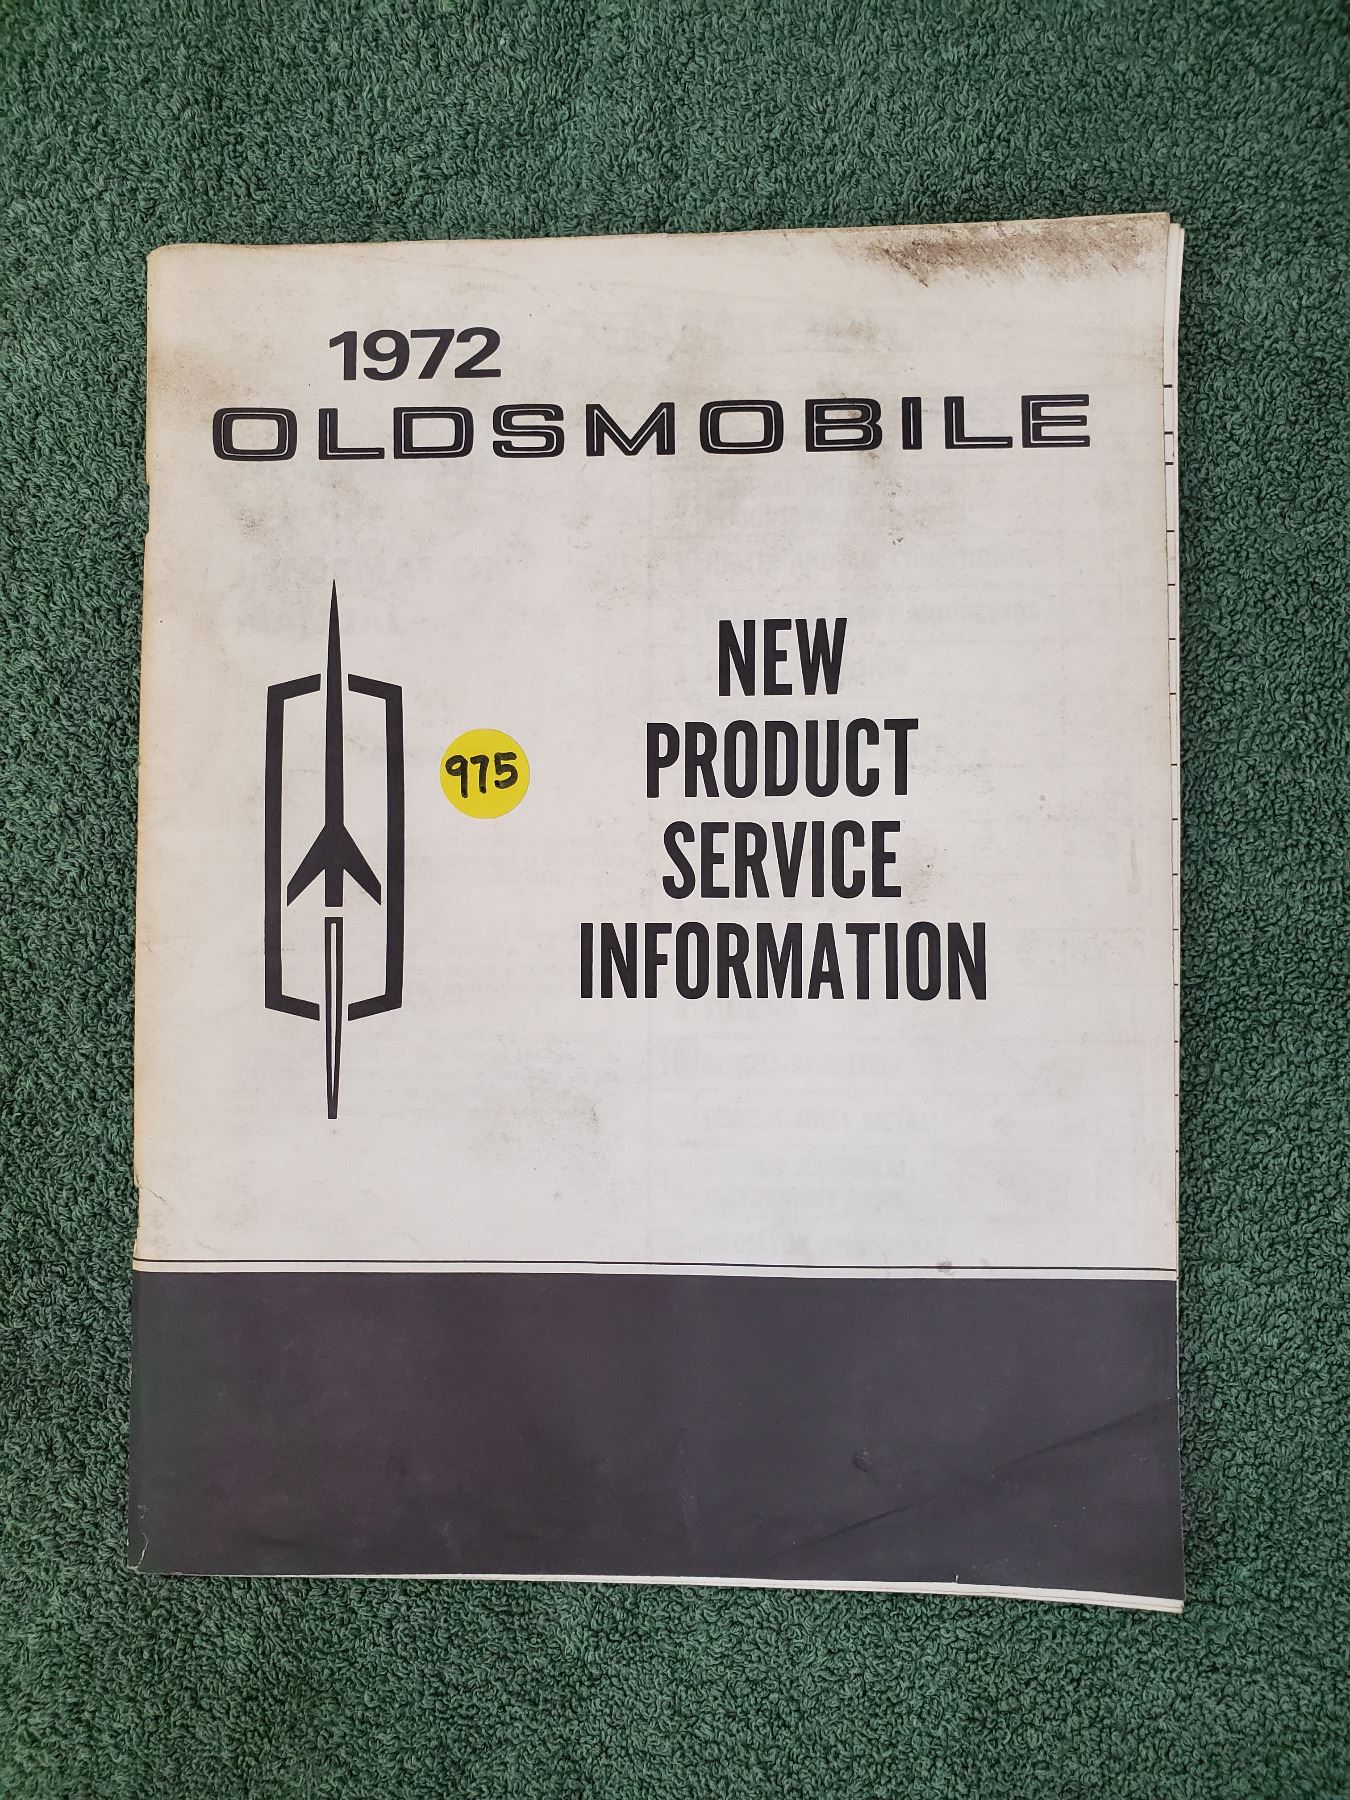 1972
OLDSMOBILE
975
NEW
PRODUCT
SERVICE
INFORMATION